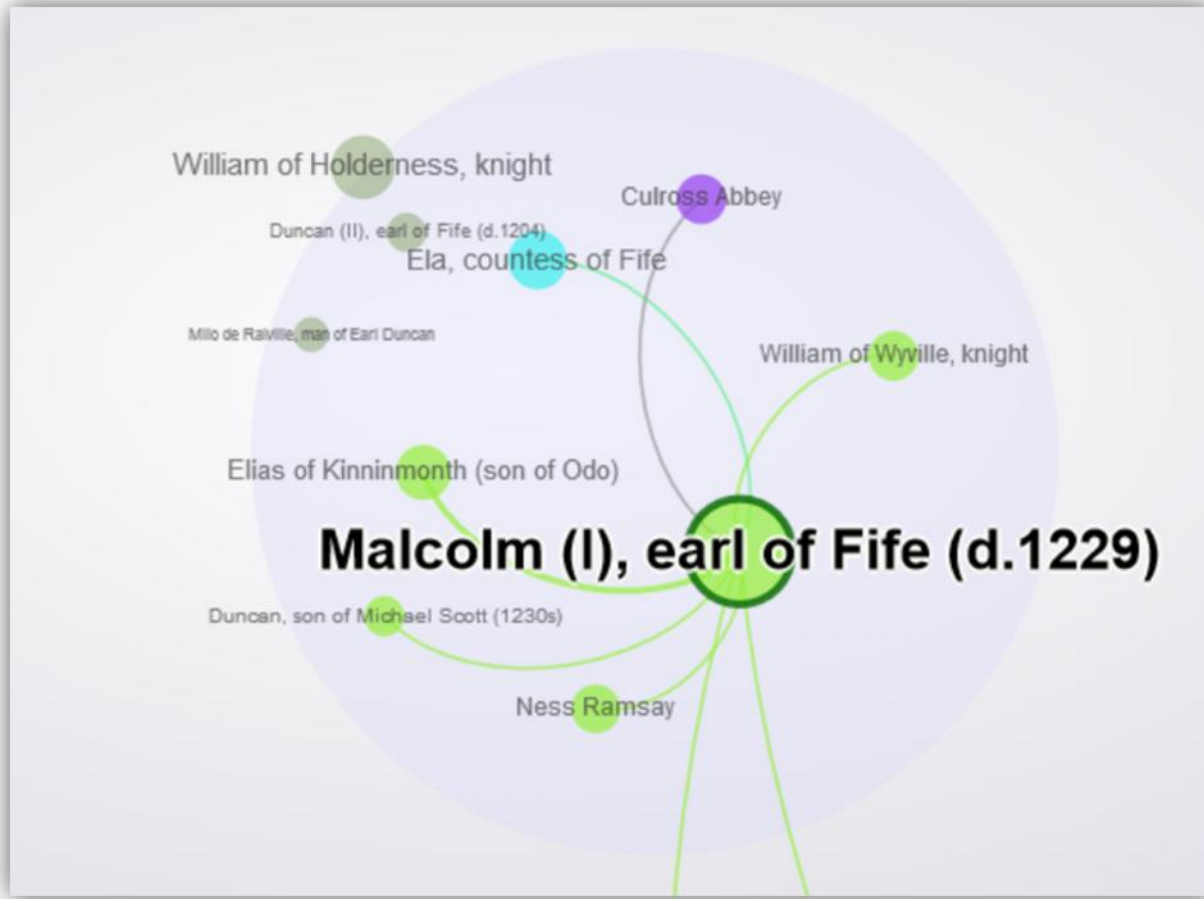 William of Holderness, knight
Culross Abbey
Duncan (II), earl of Fife (d.1204)
Ela, countess of Fife
Milo de Raiville, man of Earl Duncan
William of Wyville, knight
Elias of Kinninmonth (son of Odo)
Malcolm (I), earl of Fife (d.1229)
Duncan, son of Michael Scott (1230s)
Ness Ramsay